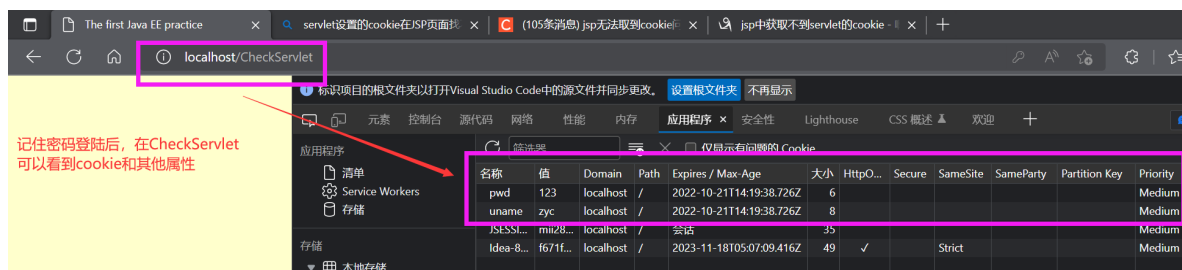 The first Java EE practice
servlet设置的cookie在JSP页面找
(105条消息) jsp无法取到cookie
jsp中获取不到servlet的cookie -
localhost/CheckServlet
标识项目的根文件夹以打开Visual Studio Code中的源文件并同步更改。 设置根文件夹 不再显示
元素 控制台 源代码 网络 性能 内存 应用程序 安全性 Lighthouse CSS 概述 欢迎
记住密码登陆后，在CheckServlet
可以看到cookie和其他属性
应用程序
清单
Service Workers
存储
存储
本地存储
筛选器 仅显示有问题的 Cookie
名称 值 Domain Path Expires / Max-Age 大小 HttpO... Secure SameSite SameParty Partition Key Priority
pwd 123 localhost / 2022-10-21T14:19:38.726Z 6 Medium
uname zyc localhost / 2022-10-21T14:19:38.726Z 8 Medium
JSESSI... mii28... localhost / 会话 35 Medium
Idea-8... f671f... localhost / 2023-11-18T05:07:09.416Z 49 ✓ Strict Medium